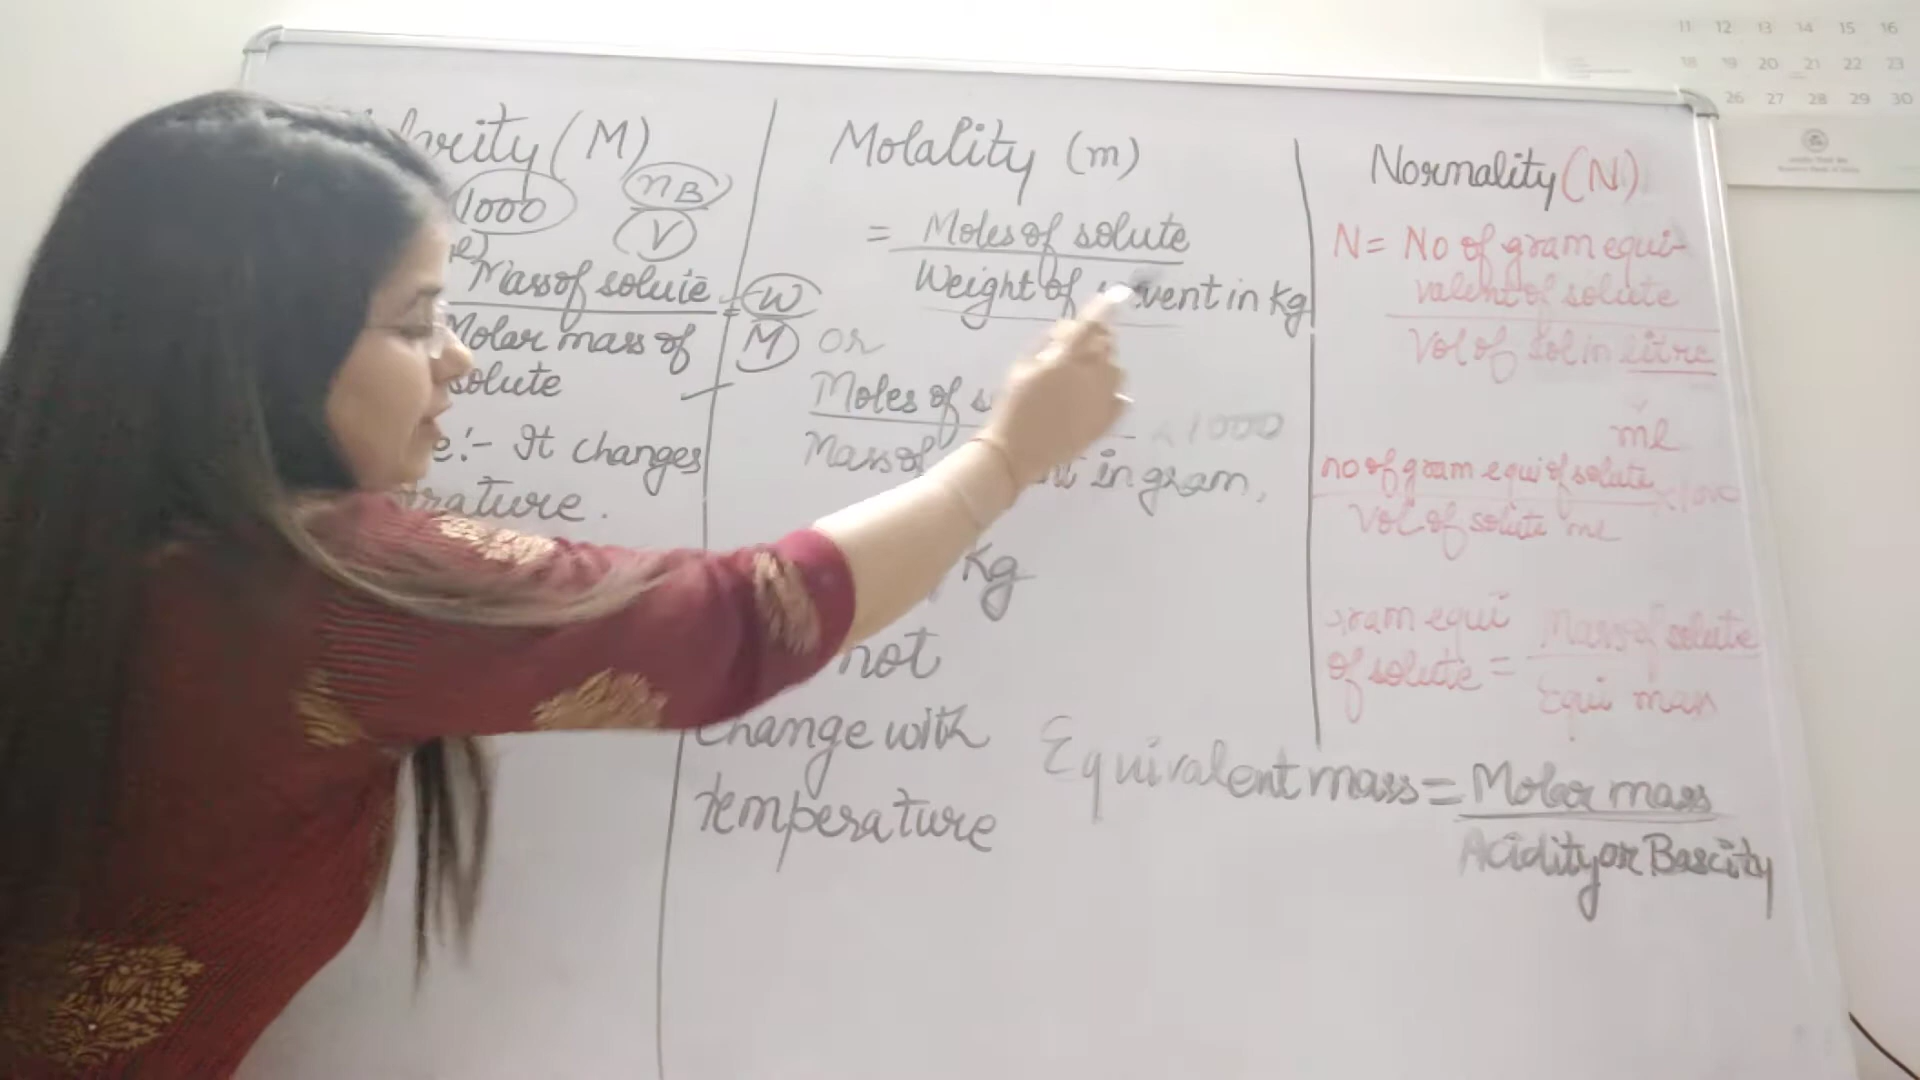 (M)
1000 nB
V
Mass of solute = W
Molar mass of M
solute
It changes
Molality (m)
= Moles of solute
Weight of in Kg
or
Moles of × 1000
Mass of in gram,
Kg
not
change with
temperature
Normality (N)
N = No of gram equi-
valent of solute
Vol of sol in litre
ml
no of gram equi of solute × 1000
Vol of solute ml
gram equi
of solute = Mass of solute
Equi mass
Equivalent mass = Molar mass
Acidity or Bascity
11 12 13 14 15 16
18 19 20 21 22 23
26 27 28 29 30